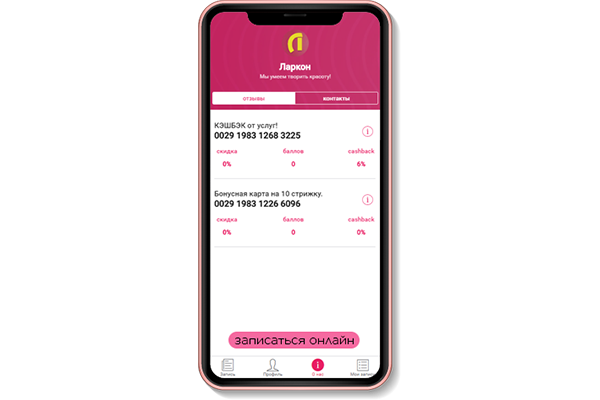 Ларкон
Мы умеем творить красоту!
отзывы контакты
КЭШБЭК от услуг!
0029 1983 1268 3225
скидка баллов cashback
0% 0 6%
Бонусная карта на 10 стрижку.
0029 1983 1226 6096
скидка баллов cashback
0% 0 0%
записаться онлайн
Запись Профиль О нас Мои записи